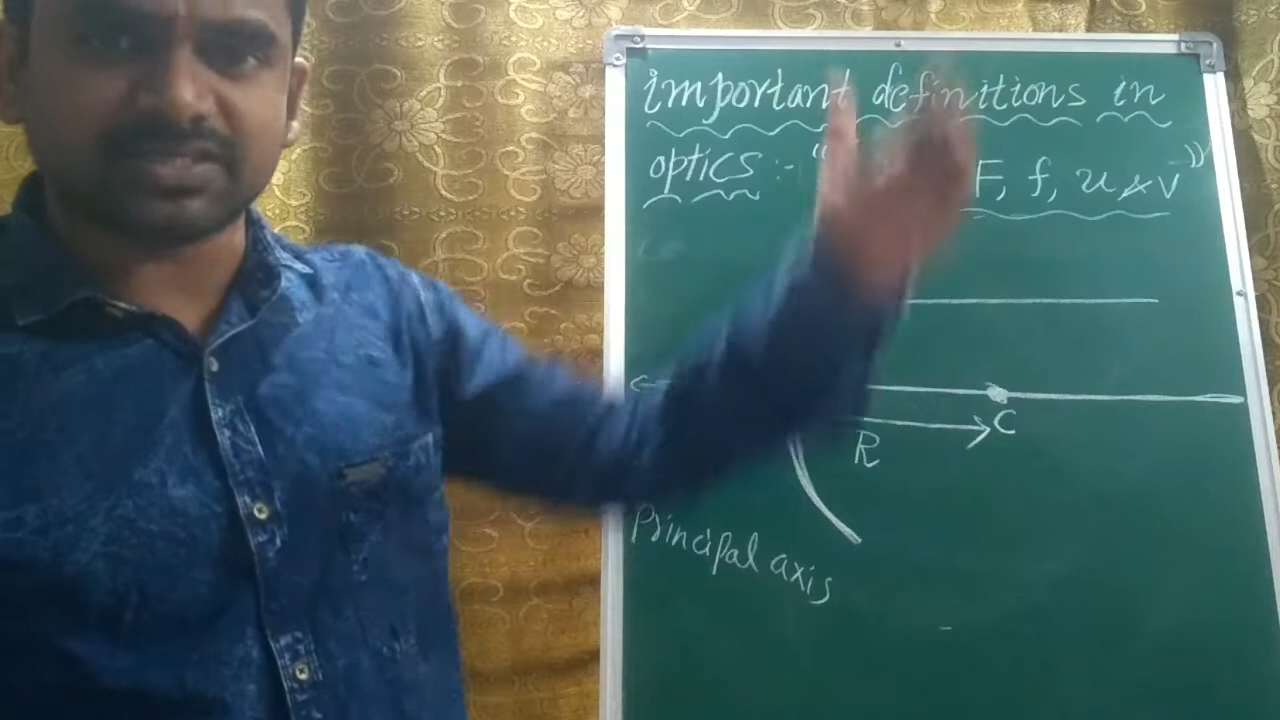 important definitions in
optics :- “ F, f, u & v ”
C
R
Principal axis